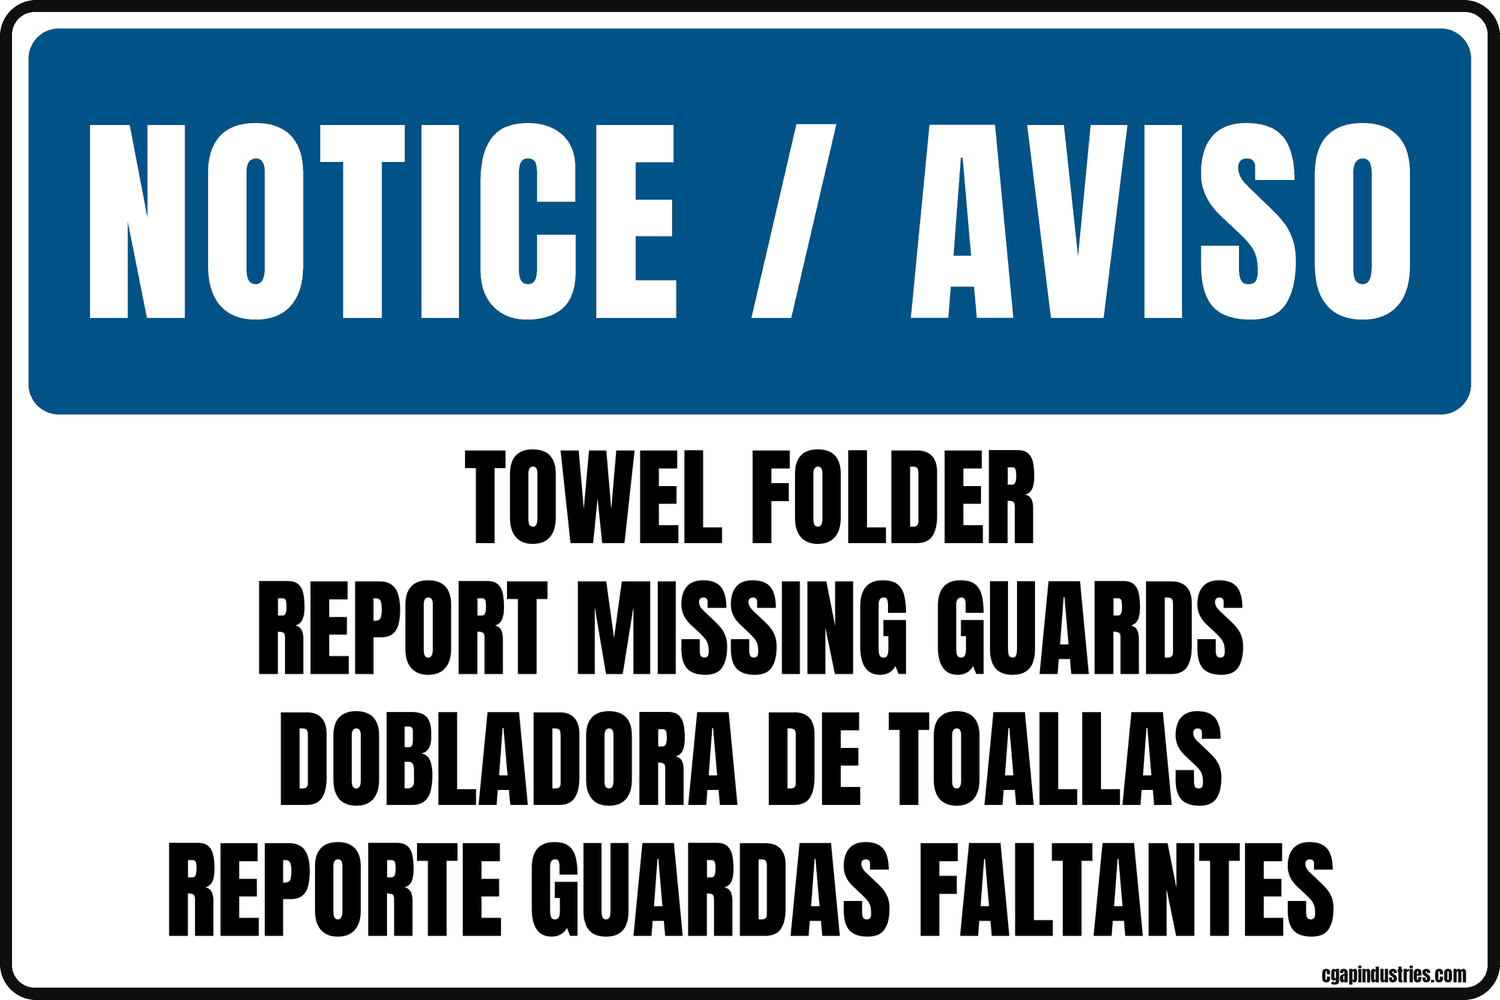 NOTICE / AVISO
TOWEL FOLDER
REPORT MISSING GUARDS
DOBLADORA DE TOALLAS
REPORTE GUARDAS FALTANTES
cgapindustries.com